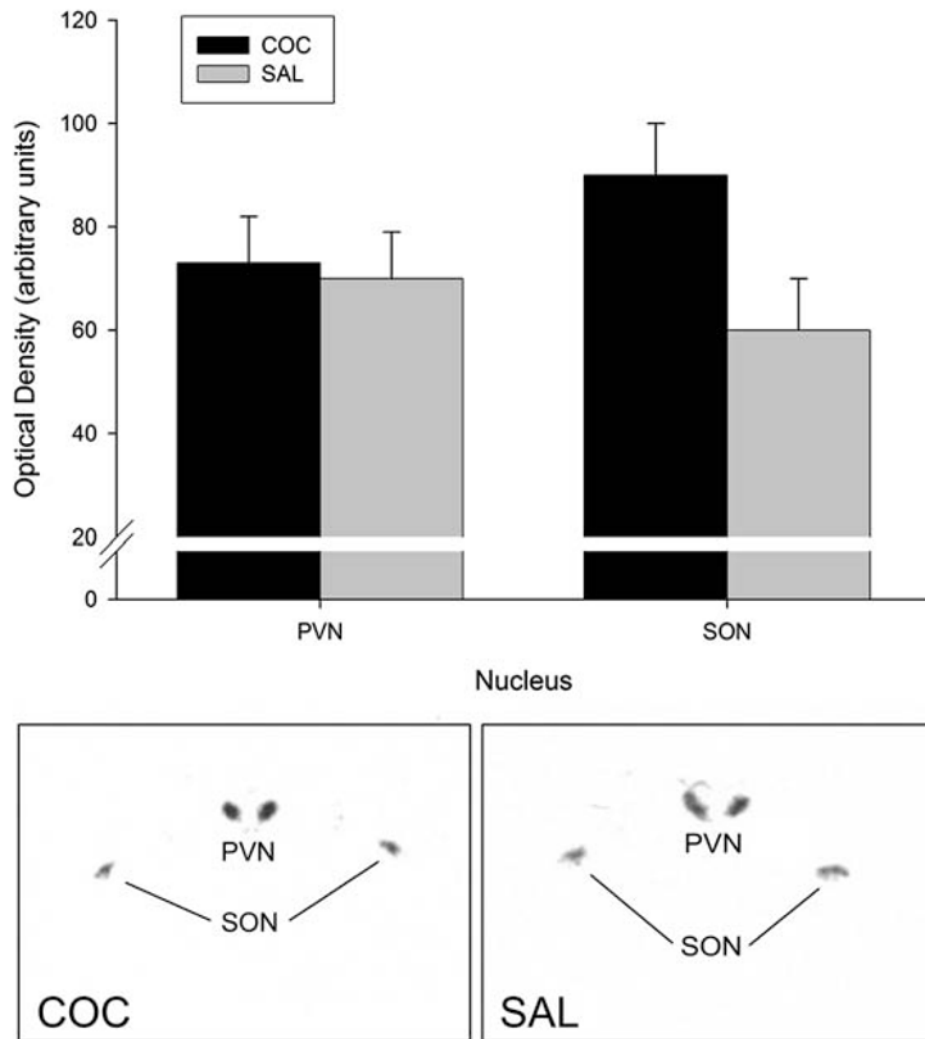 120
100
80
60
40
20
0
Optical Density (arbitrary units)
COC
SAL
PVN
SON
Nucleus
PVN
SON
COC
PVN
SON
SAL